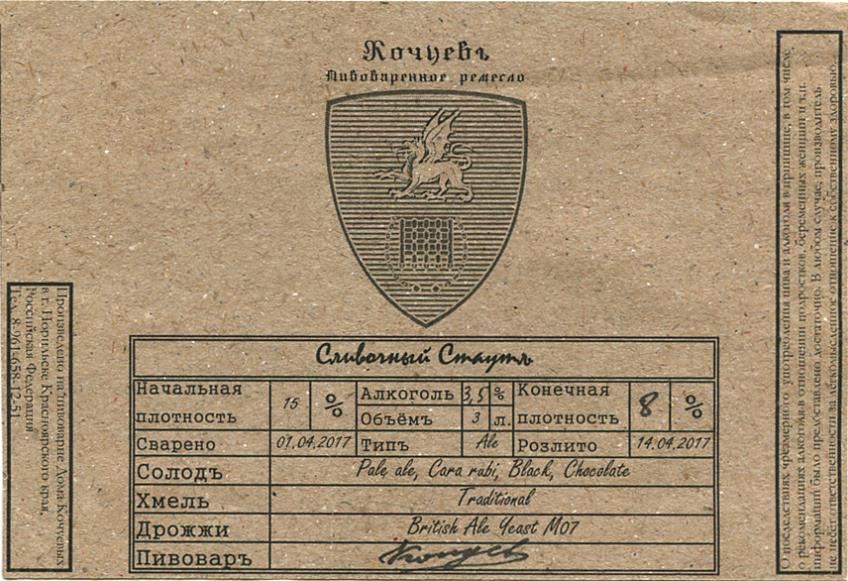 Кочуевъ
Пивоваренное ремесло
Сливочный Стаутъ
Начальная плотность 15 %
Алкоголь 3,5 %
Объёмъ 3 л.
Конечная плотность 8 %
Сварено 01.04.2017 Типъ Ale Розлито 14.04.2017
Солодъ Pale ale, Cara rubi, Black, Chocolate
Хмель Traditional
Дрожжи British Ale Yeast M07
Пивоваръ Кочуев
Произведено на пивоварне Дома Кочуевых
в г. Норильске Красноярского края,
Российская Федерация
Тел. 8-961-658-12-51
О последствиях чрезмерного употребления пива и алкоголя в принципе, в том числе,
о рекомендациях алкоголя в отношении подростков, беременных женщин и т.п.
информации было предоставлено достаточно. В любом случае, производитель
не несёт ответственности за легкомысленное отношение к собственному здоровью.